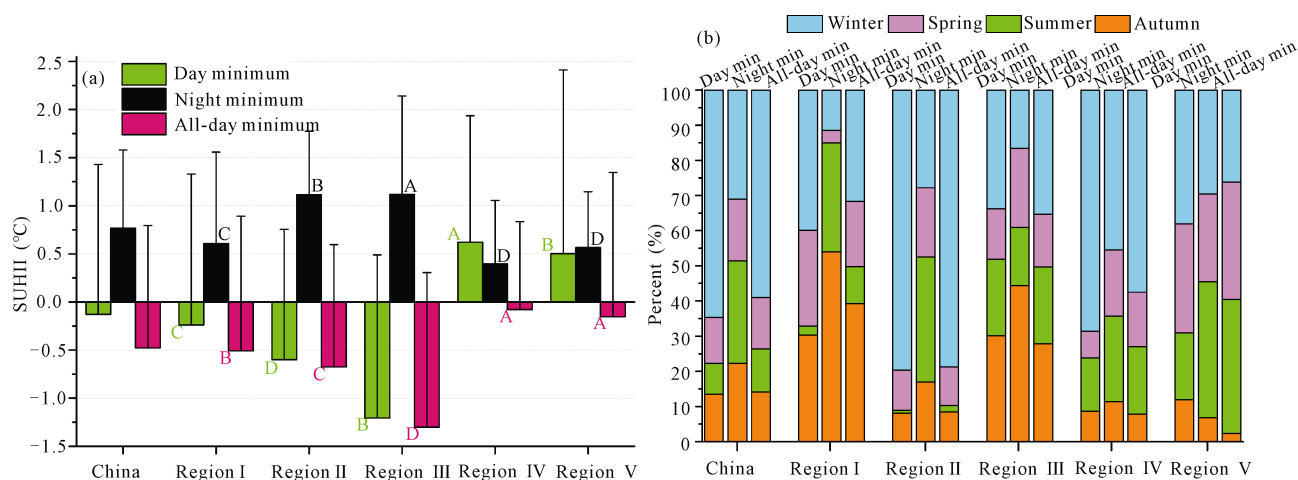 (a)
Day minimum
Night minimum
All-day minimum
SUHII (℃)
2.5
2.0
1.5
1.0
0.5
0.0
−0.5
−1.0
−1.5
C
C
B
D
B
C
B
A
D
A
D
A
B
D
A
China
Region I
Region II
Region III
Region IV
Region V
(b)
Winter
Spring
Summer
Autumn
Day min
Night min
All-day min
Day min
Night min
All-day min
Day min
Night min
All-day min
Day min
Night min
All-day min
Day min
Night min
All-day min
Day min
Night min
All-day min
Percent (%)
100
90
80
70
60
50
40
30
20
10
0
China
Region I
Region II
Region III
Region IV
Region V